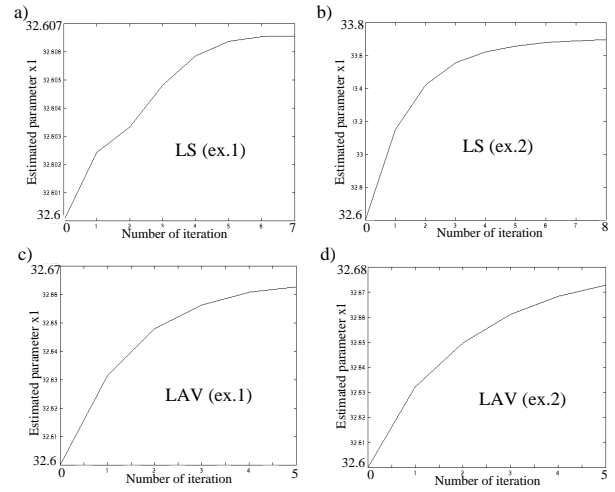 a)
32.607
32.606
32.605
32.604
32.603
32.602
32.601
32.6
Estimated parameter x1
LS (ex.1)
0 1 2 3 4 5 6 7
Number of iteration
b)
33.8
33.6
i3.4
i3.2
33
32.8
32.6
Estimated parameter x1
LS (ex.2)
0 1 2 3 4 5 6 7 8
Number of iteration
c)
32.67
32.66
32.65
32.64
32.63
32.62
32.61
32.6
Estimated parameter x1
LAV (ex.1)
0 1 2 3 4 5
Number of iteration
d)
32.68
32.67
32.66
32.65
32.64
32.63
32.62
32.61
32.6
Estimated parameter x1
LAV (ex.2)
0 1 2 3 4 5
Number of iteration